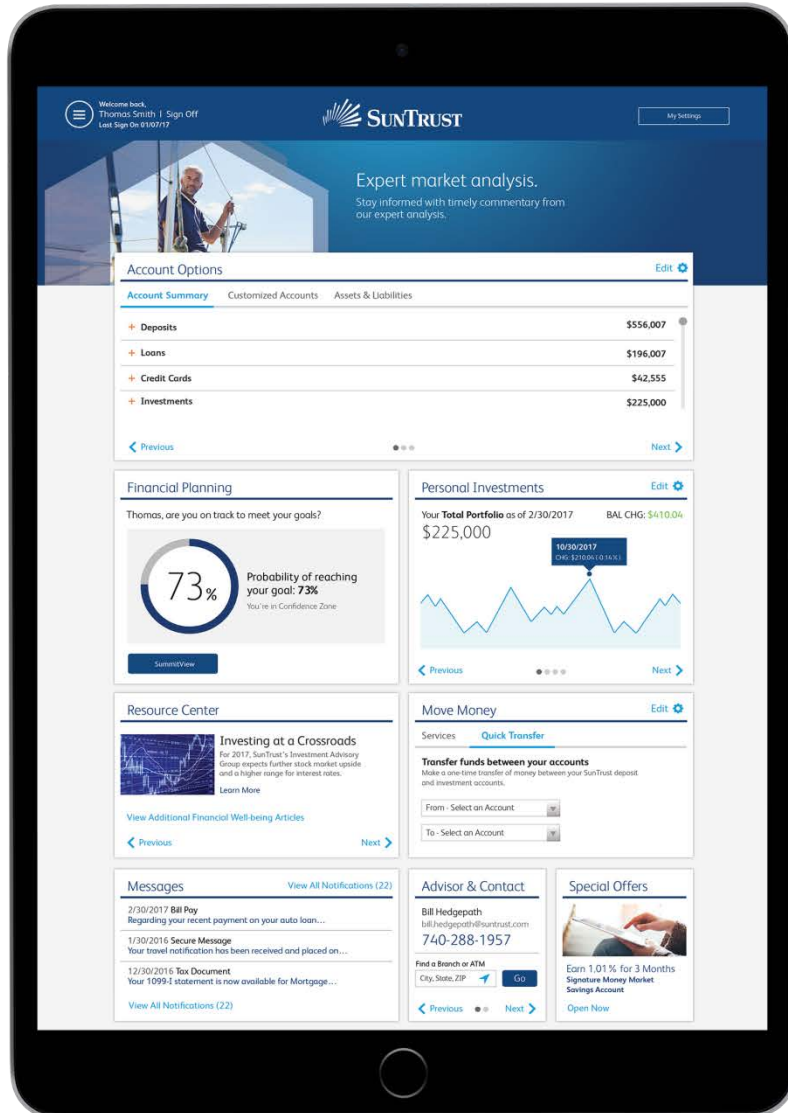 Welcome back,
Thomas Smith | Sign Off
Last Sign On 01/07/17
SUNTRUST
My Settings
Expert market analysis.
Stay informed with timely commentary from
our expert analysis.
Account Options
Edit
Account Summary Customized Accounts Assets & Liabilities
+ Deposits $556,007
+ Loans $196,007
+ Credit Cards $42,555
+ Investments $225,000
Previous Next
Financial Planning
Thomas, are you on track to meet your goals?
73%
Probability of reaching
your goal: 73%
You're in Confidence Zone
SummitView
Personal Investments
Edit
Your Total Portfolio as of 2/30/2017 BAL CHG: $410.04
$225,000
10/30/2017
CHG: $210.04 (-0.14%)
Previous Next
Resource Center
Investing at a Crossroads
For 2017, SunTrust's Investment Advisory
Group expects further stock market upside
and a higher range for interest rates.
Learn More
View Additional Financial Well-being Articles
Previous Next
Move Money
Edit
Services Quick Transfer
Transfer funds between your accounts
Make a one-time transfer of money between your SunTrust deposit
and investment accounts.
From - Select an Account
To - Select an Account
Messages
View All Notifications (22)
2/30/2017 Bill Pay
Regarding your recent payment on your auto loan...
1/30/2016 Secure Message
Your travel notification has been received and placed on...
12/30/2016 Tax Document
Your 1099-I statement is now available for Mortgage...
View All Notifications (22)
Advisor & Contact
Bill Hedgepath
bill.hedgepath@suntrust.com
740-288-1957
Find a Branch or ATM
City, State, ZIP Go
Previous Next
Special Offers
Earn 1.01% for 3 Months
Signature Money Market
Savings Account
Open Now